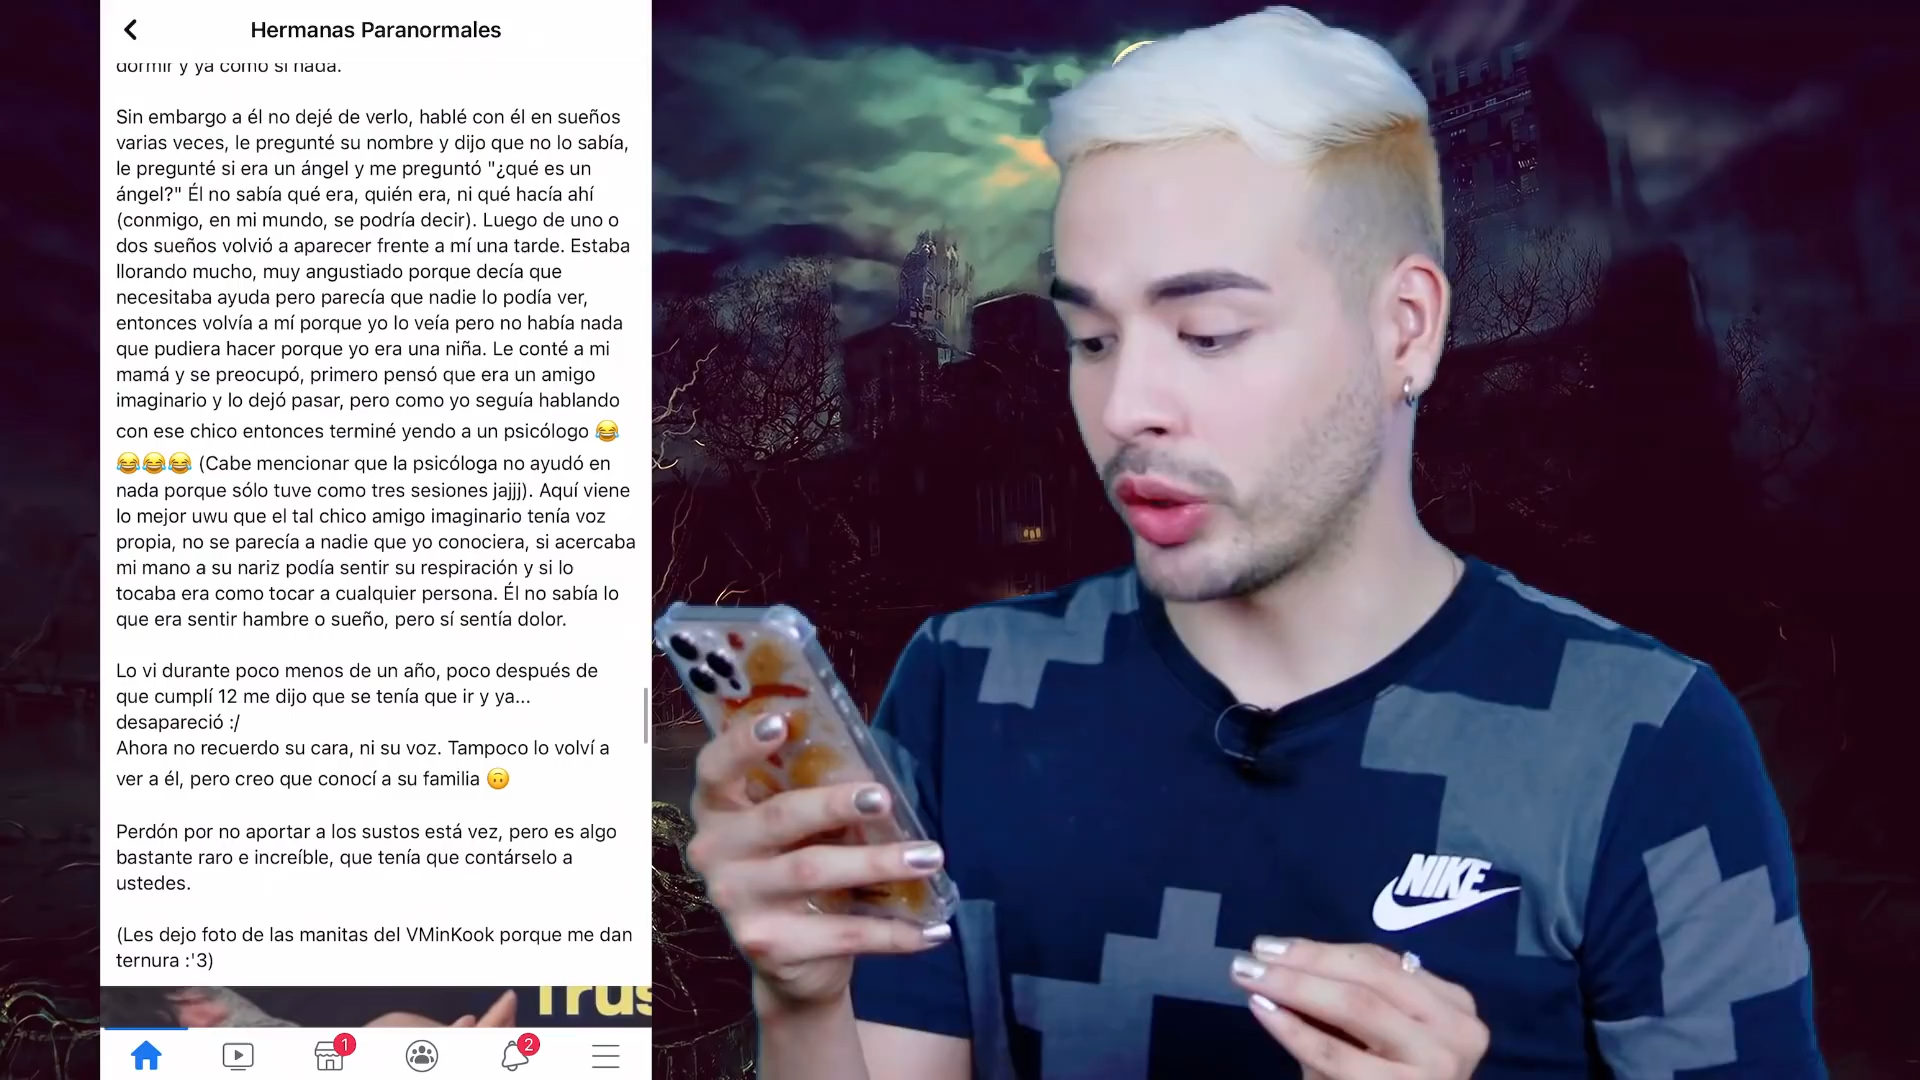 Hermanas Paranormales
dormir y ya como si nada.
Sin embargo a él no dejé de verlo, hablé con él en sueños
varias veces, le pregunté su nombre y dijo que no lo sabía,
le pregunté si era un ángel y me preguntó "¿qué es un
ángel?" Él no sabía qué era, quién era, ni qué hacía ahí
(conmigo, en mi mundo, se podría decir). Luego de uno o
dos sueños volvió a aparecer frente a mí una tarde. Estaba
llorando mucho, muy angustiado porque decía que
necesitaba ayuda pero parecía que nadie lo podía ver,
entonces volvía a mí porque yo lo veía pero no había nada
que pudiera hacer porque yo era una niña. Le conté a mi
mamá y se preocupó, primero pensó que era un amigo
imaginario y lo dejó pasar, pero como yo seguía hablando
con ese chico entonces terminé yendo a un psicólogo 😂
😂😂😂 (Cabe mencionar que la psicóloga no ayudó en
nada porque sólo tuve como tres sesiones jajjj). Aquí viene
lo mejor uwu que el tal chico amigo imaginario tenía voz
propia, no se parecía a nadie que yo conociera, si acercaba
mi mano a su nariz podía sentir su respiración y si lo
tocaba era como tocar a cualquier persona. Él no sabía lo
que era sentir hambre o sueño, pero sí sentía dolor.
Lo vi durante poco menos de un año, poco después de
que cumplí 12 me dijo que se tenía que ir y ya...
desapareció :/
Ahora no recuerdo su cara, ni su voz. Tampoco lo volví a
ver a él, pero creo que conocí a su familia 🙃
Perdón por no aportar a los sustos está vez, pero es algo
bastante raro e increíble, que tenía que contárselo a
ustedes.
(Les dejo foto de las manitas del VMinKook porque me dan
ternura :'3)
1
2
NIKE